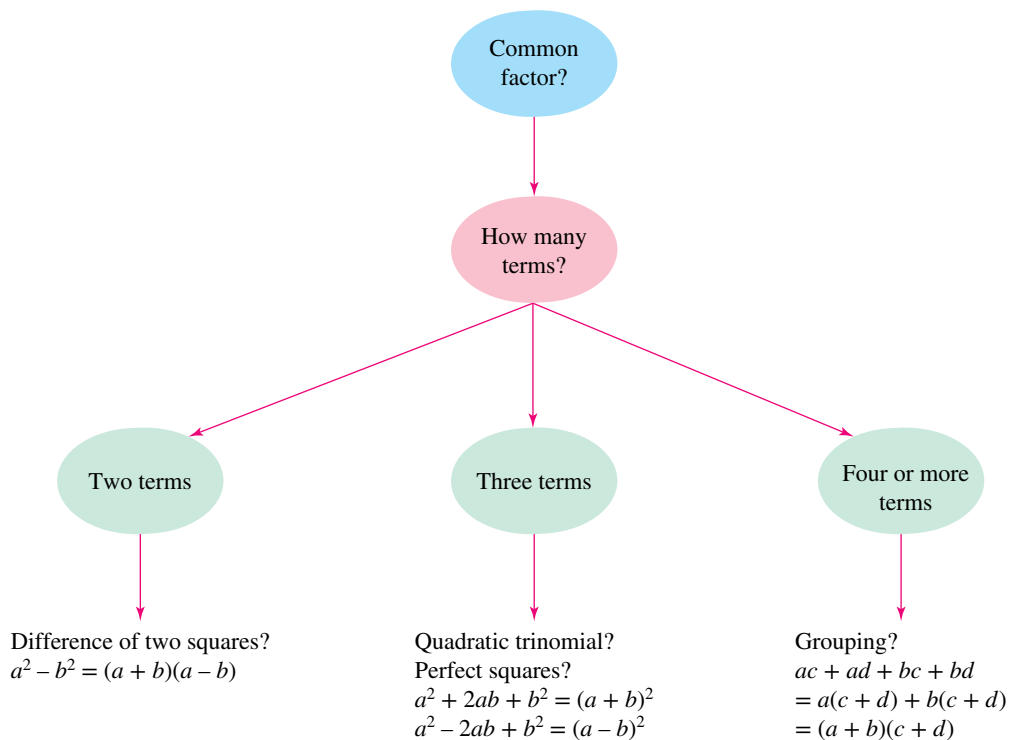 Common
factor?
How many
terms?
Two terms
Three terms
Four or more
terms
Difference of two squares?
a² – b² = (a + b)(a – b)
Quadratic trinomial?
Perfect squares?
a² + 2ab + b² = (a + b)²
a² – 2ab + b² = (a – b)²
Grouping?
ac + ad + bc + bd
= a(c + d) + b(c + d)
= (a + b)(c + d)